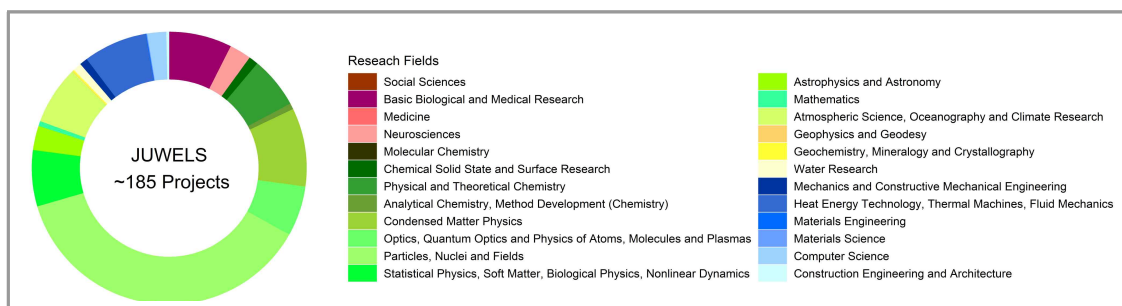 JUWELS
~185 Projects
Reseach Fields
Social Sciences
Basic Biological and Medical Research
Medicine
Neurosciences
Molecular Chemistry
Chemical Solid State and Surface Research
Physical and Theoretical Chemistry
Analytical Chemistry, Method Development (Chemistry)
Condensed Matter Physics
Optics, Quantum Optics and Physics of Atoms, Molecules and Plasmas
Particles, Nuclei and Fields
Statistical Physics, Soft Matter, Biological Physics, Nonlinear Dynamics
Astrophysics and Astronomy
Mathematics
Atmospheric Science, Oceanography and Climate Research
Geophysics and Geodesy
Geochemistry, Mineralogy and Crystallography
Water Research
Mechanics and Constructive Mechanical Engineering
Heat Energy Technology, Thermal Machines, Fluid Mechanics
Materials Engineering
Materials Science
Computer Science
Construction Engineering and Architecture